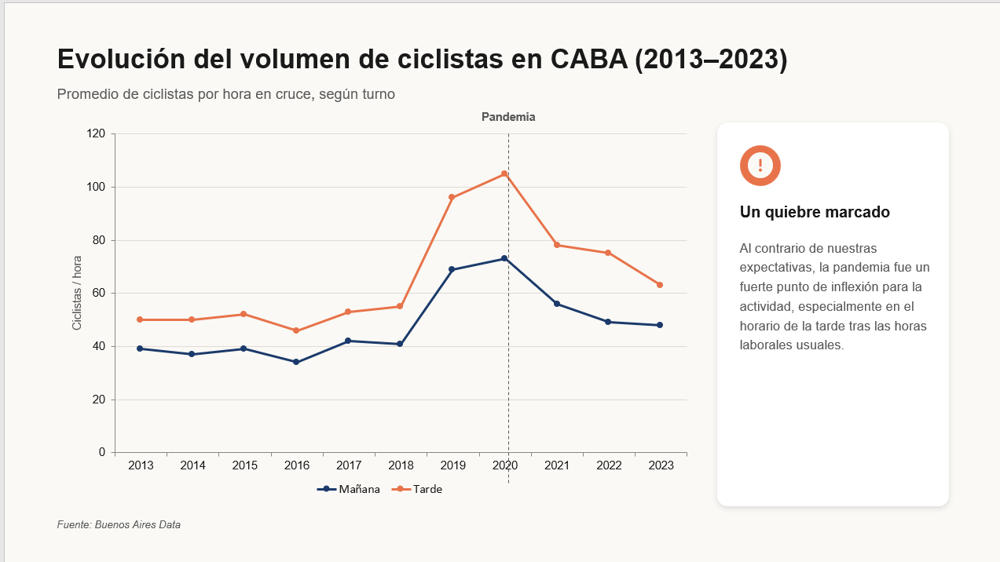 Evolución del volumen de ciclistas en CABA (2013–2023)
Promedio de ciclistas por hora en cruce, según turno
Pandemia
120
100
80
60
40
20
0
Ciclistas / hora
2013 2014 2015 2016 2017 2018 2019 2020 2021 2022 2023
Mañana Tarde
!
Un quiebre marcado
Al contrario de nuestras
expectativas, la pandemia fue un
fuerte punto de inflexión para la
actividad, especialmente en el
horario de la tarde tras las horas
laborales usuales.
Fuente: Buenos Aires Data